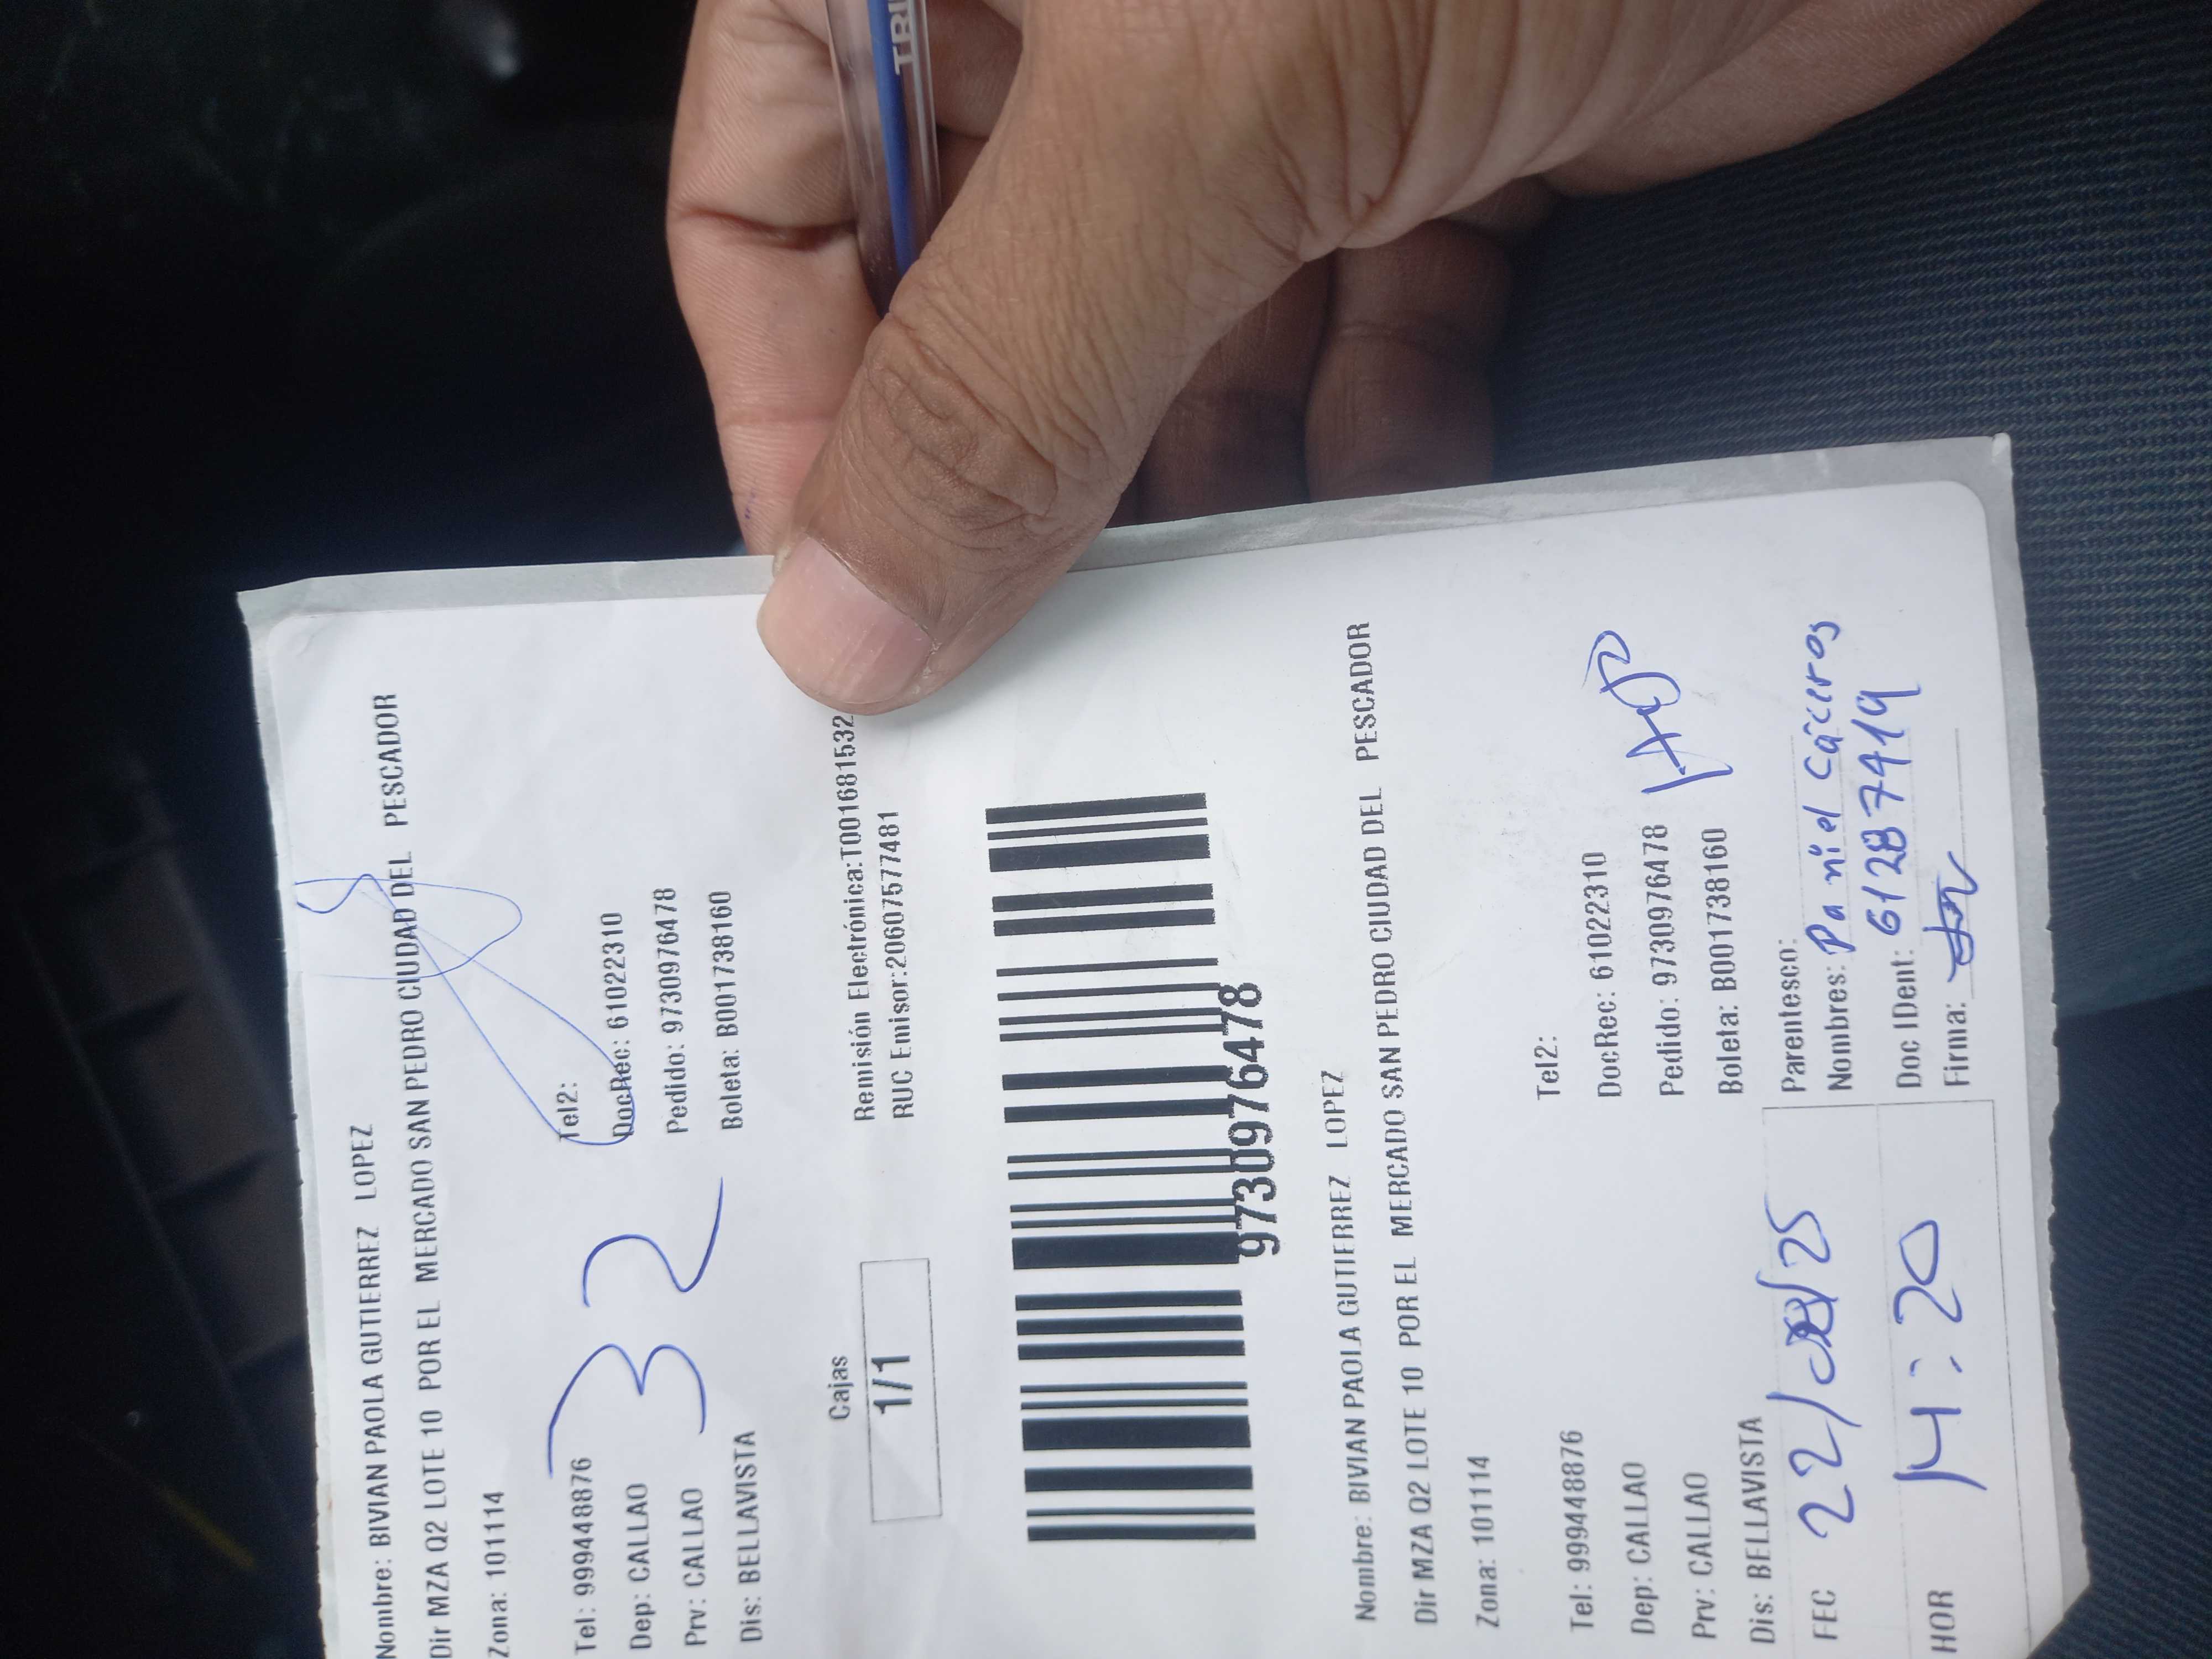 TRI
Nombre: BIVIAN PAOLA GUTIERREZ LOPEZ
Dir MZA Q2 LOTE 10 POR EL MERCADO SAN PEDRO CIUDAD DEL PESCADOR
Zona: 101114
Tel: 999448876 Tel2:
Dep: CALLAO DocRec: 61022310
Prv: CALLAO Pedido: 9730976478
Dis: BELLAVISTA Boleta: B001738160
32
Cajas Remisión Electrónica:T001681532
1/1 RUC Emisor:20607577481
9730976478
Nombre: BIVIAN PAOLA GUTIERREZ LOPEZ
Dir MZA Q2 LOTE 10 POR EL MERCADO SAN PEDRO CIUDAD DEL PESCADOR
Zona: 101114
Tel: 999448876 Tel2:
Dep: CALLAO DocRec: 61022310
Prv: CALLAO Pedido: 9730976478
Dis: BELLAVISTA Boleta: B001738160
Parentesco:
FEC 22/08/25 Nombres: Daniel Cáceros
Doc IDent: 61287419
HOR 14:20 Firma: